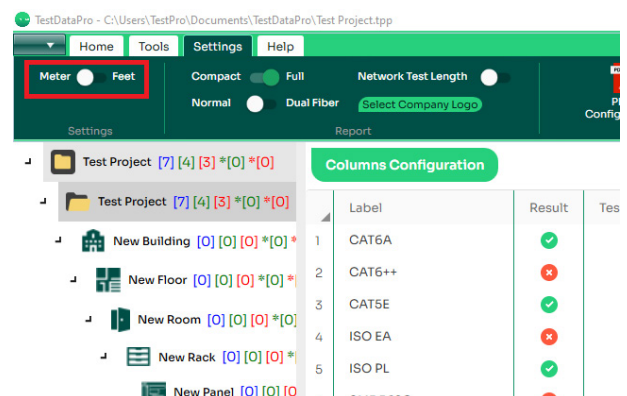 TestDataPro - C:\Users\TestPro\Documents\TestDataPro\Test Project.tpp
Home Tools Settings Help
Meter Feet Compact Full Network Test Length
Normal Dual Fiber Select Company Logo
Config
Settings Report
Test Project [7] [4] [3] *[0] *[0]
Columns Configuration
Test Project [7] [4] [3] *[0] *[0]
Label Result
New Building [0] [0] [0] *[0] *
1 CAT6A
New Floor [0] [0] [0] *[0] *
2 CAT6++
New Room [0] [0] [0] *[0]
3 CAT5E
4 ISO EA
New Rack [0] [0] [0] *
5 ISO PL
New Panel [0] [0] [0